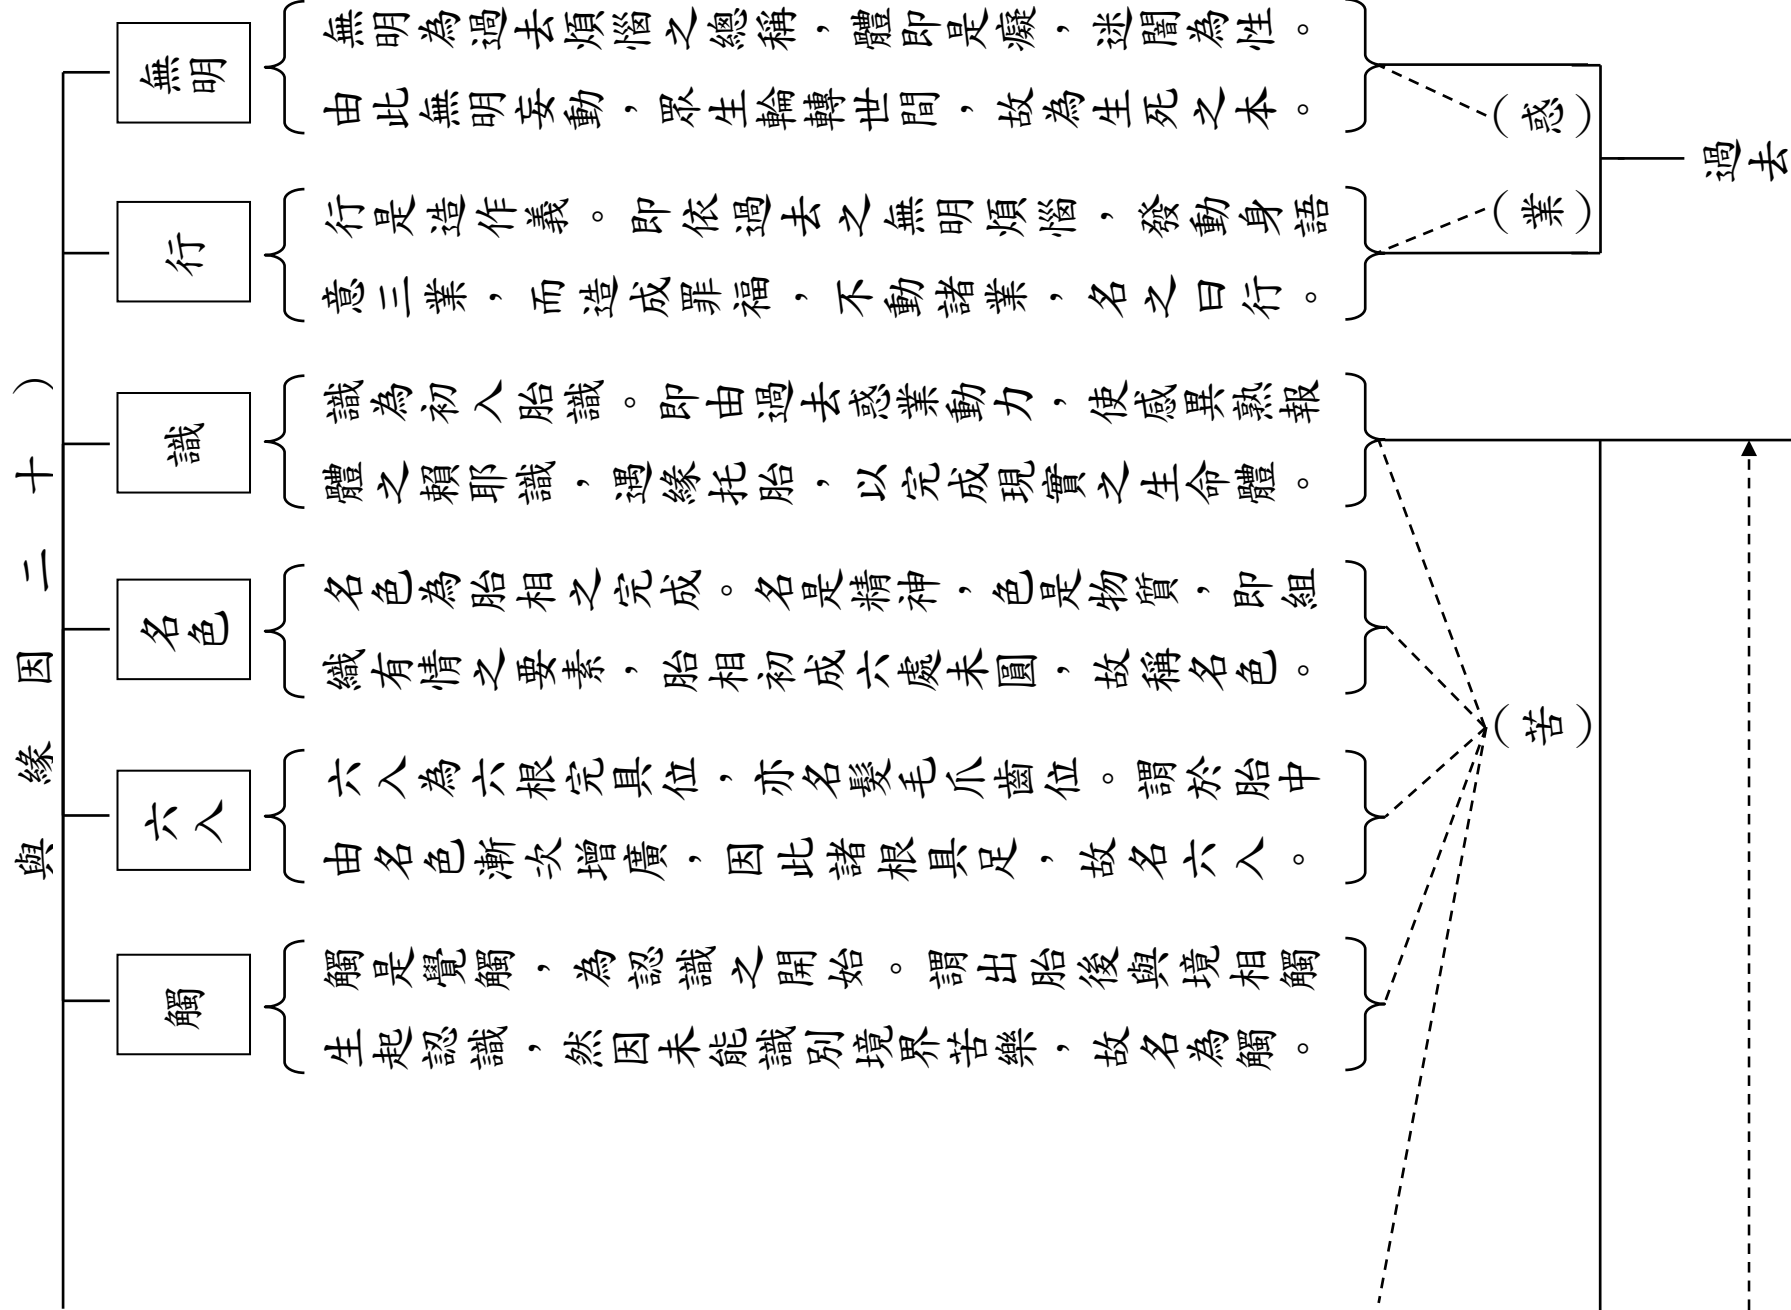 ）十二因緣與
無明
無明為過去煩惱之總稱，體即是癡，迷闇為性。
由此無明妄動，眾生輪轉世間，故為生死之本。
（惑）
行
行是造作義。即依過去之無明煩惱，發動身語
意三業，而造成罪福，不動諸業，名之曰行。
（業）
過去
識
識為初入胎識。即由過去惑業動力，使感異熟報
體之賴耶識，遇緣托胎，以完成現實之生命體。
名色
名色為胎相之完成。名是精神，色是物質，即組
織有情之要素，胎相初成六處未圓，故稱名色。
六入
六入為六根完具位，亦名髮毛爪齒位。謂於胎中
由名色漸次增廣，因此諸根具足，故名六入。
觸
觸是覺觸，為認識之開始。謂出胎後與境相觸
生起認識，然因未能識別境界苦樂，故名為觸。
（苦）